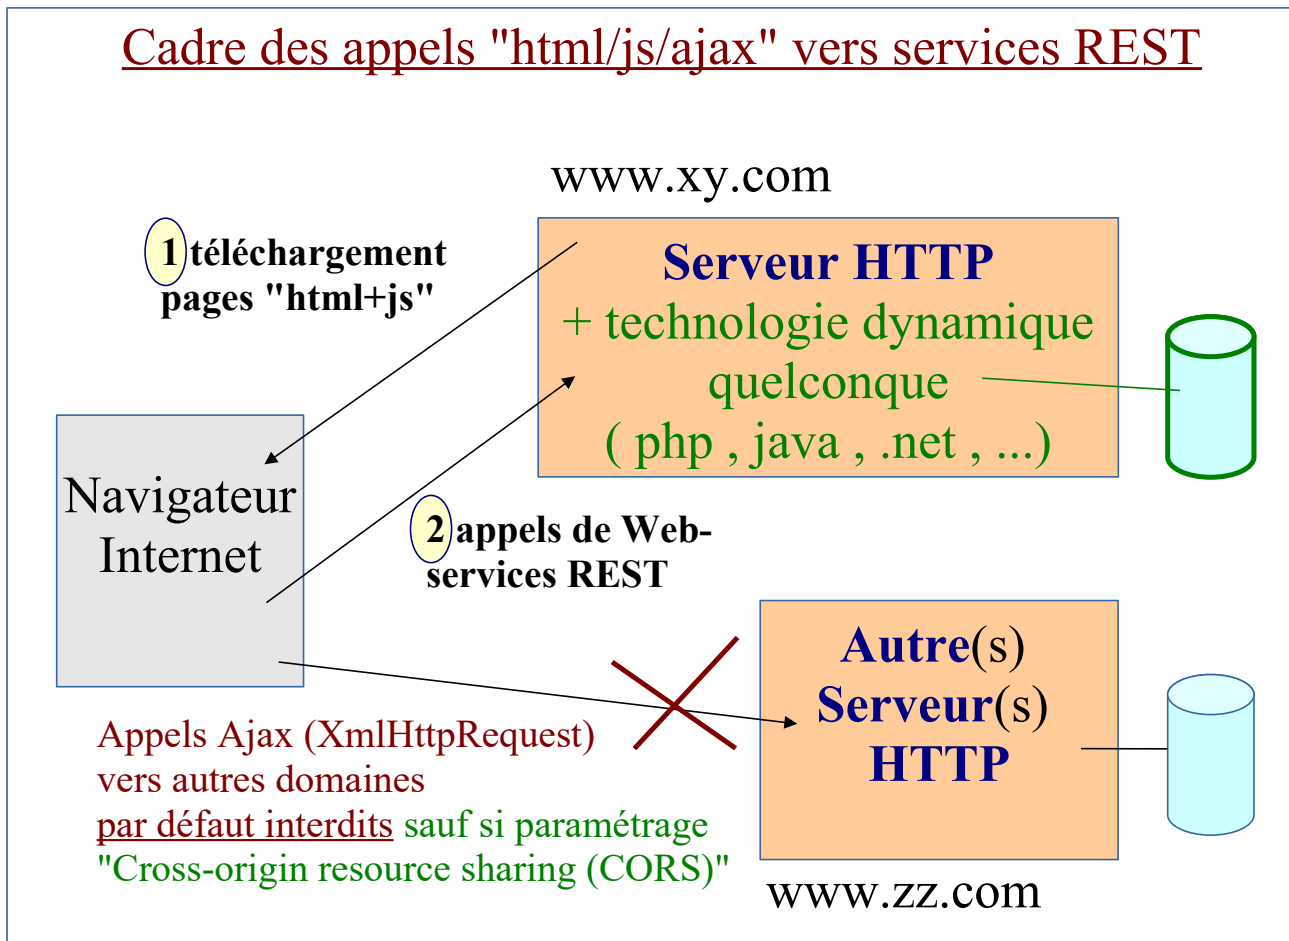 Cadre des appels "html/js/ajax" vers services REST
www.xy.com
1 téléchargement
pages "html+js"
Serveur HTTP
+ technologie dynamique
quelconque
( php , java , .net , ...)
Navigateur
Internet
2 appels de Web-
services REST
Autre(s)
Serveur(s)
HTTP
Appels Ajax (XmlHttpRequest)
vers autres domaines
par défaut interdits sauf si paramétrage
"Cross-origin resource sharing (CORS)"
www.zz.com